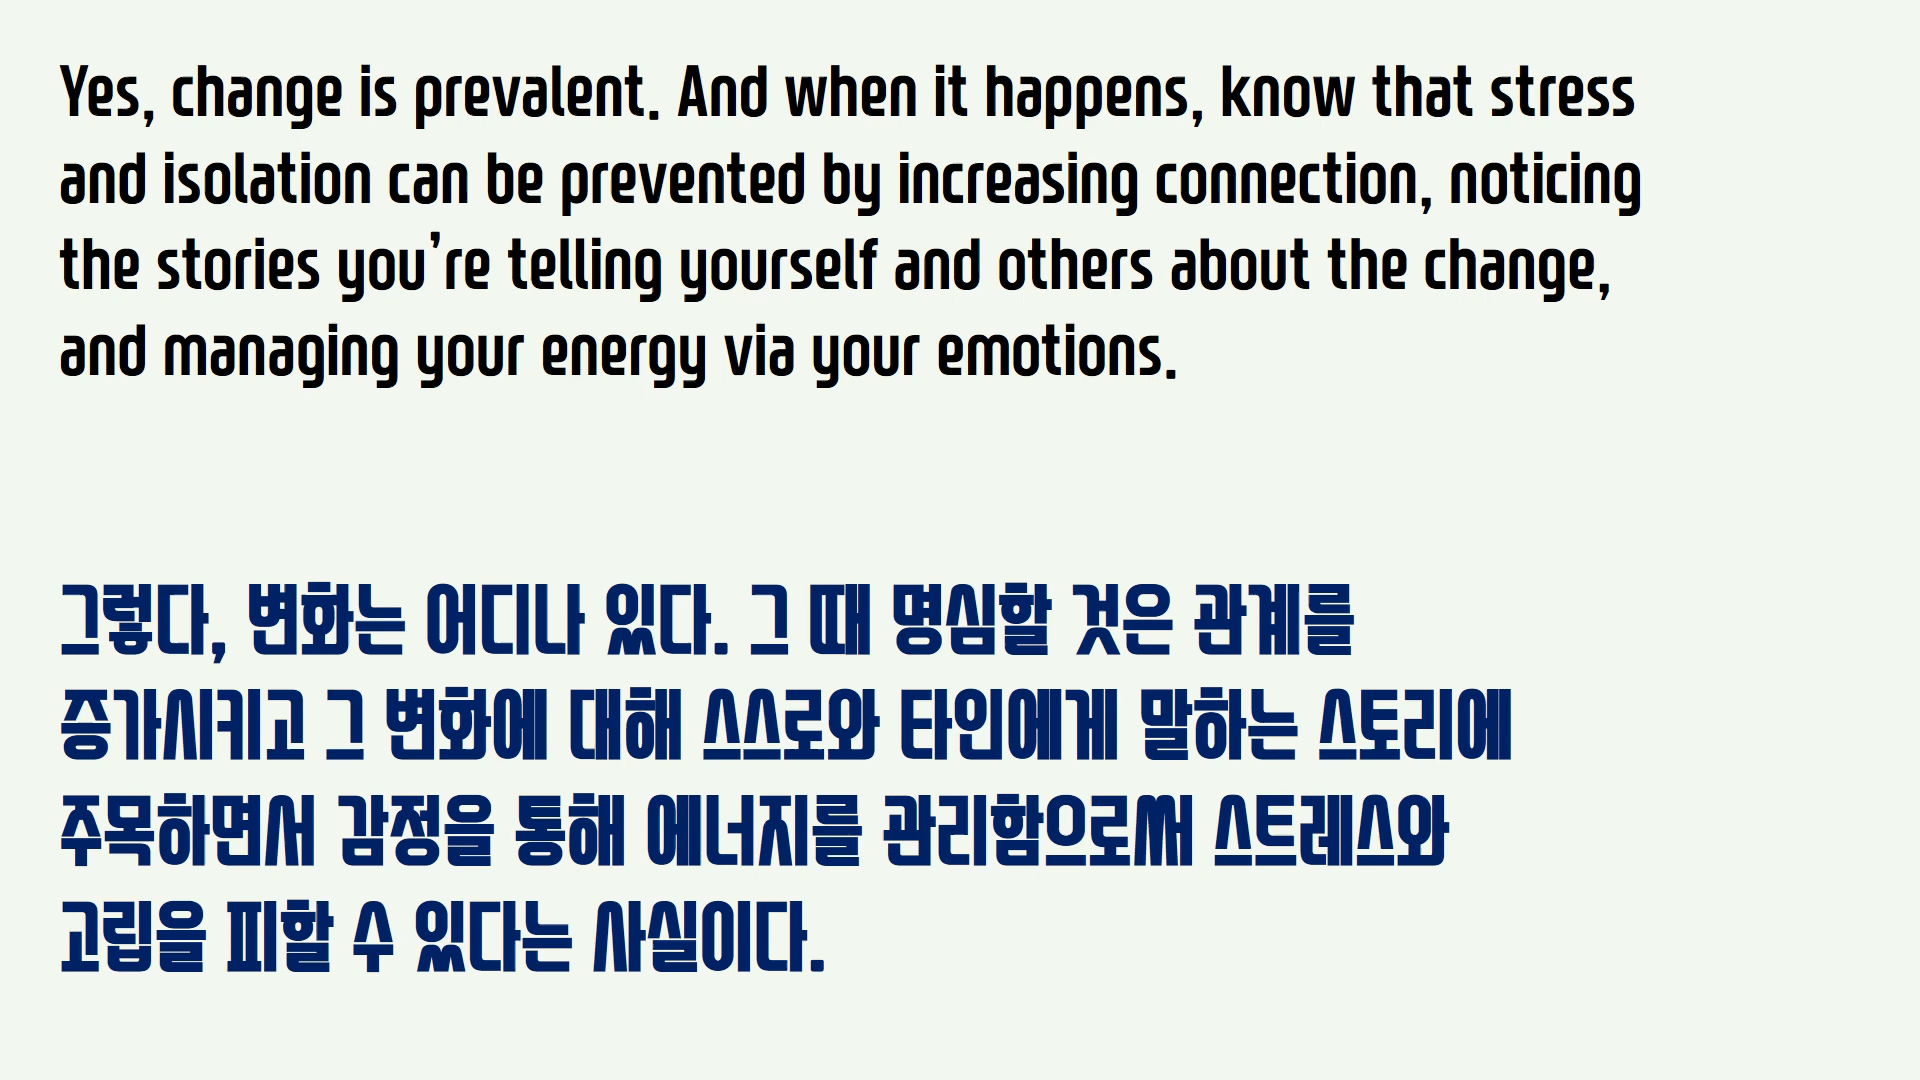 Yes, change is prevalent. And when it happens, know that stress
and isolation can be prevented by increasing connection, noticing
the stories you’re telling yourself and others about the change,
and managing your energy via your emotions.
그렇다, 변화는 어디나 있다. 그 때 명심할 것은 관계를
증가시키고 그 변화에 대해 스스로와 타인에게 말하는 스토리에
주목하면서 감정을 통해 에너지를 관리함으로써 스트레스와
고립을 피할 수 있다는 사실이다.